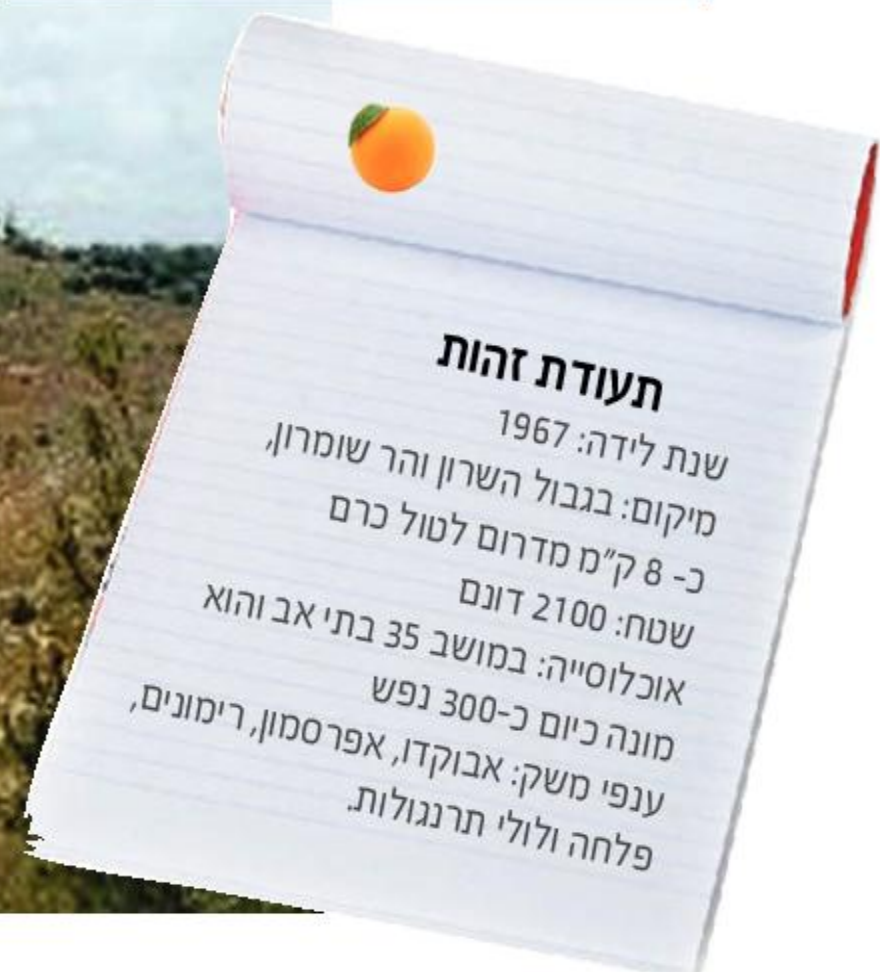 תעודת זהות
שנת לידה: 1967
מיקום: בגבול השרון והר שומרון,
כ- 8 ק״מ מדרום לטול כרם
שטח: 2100 דונם
אוכלוסייה: במושב 35 בתי אב והוא
מונה כיום כ-300 נפש
ענפי משק: אבוקדו, אפרסמון, רימונים,
פלחה ולולי תרנגולות.